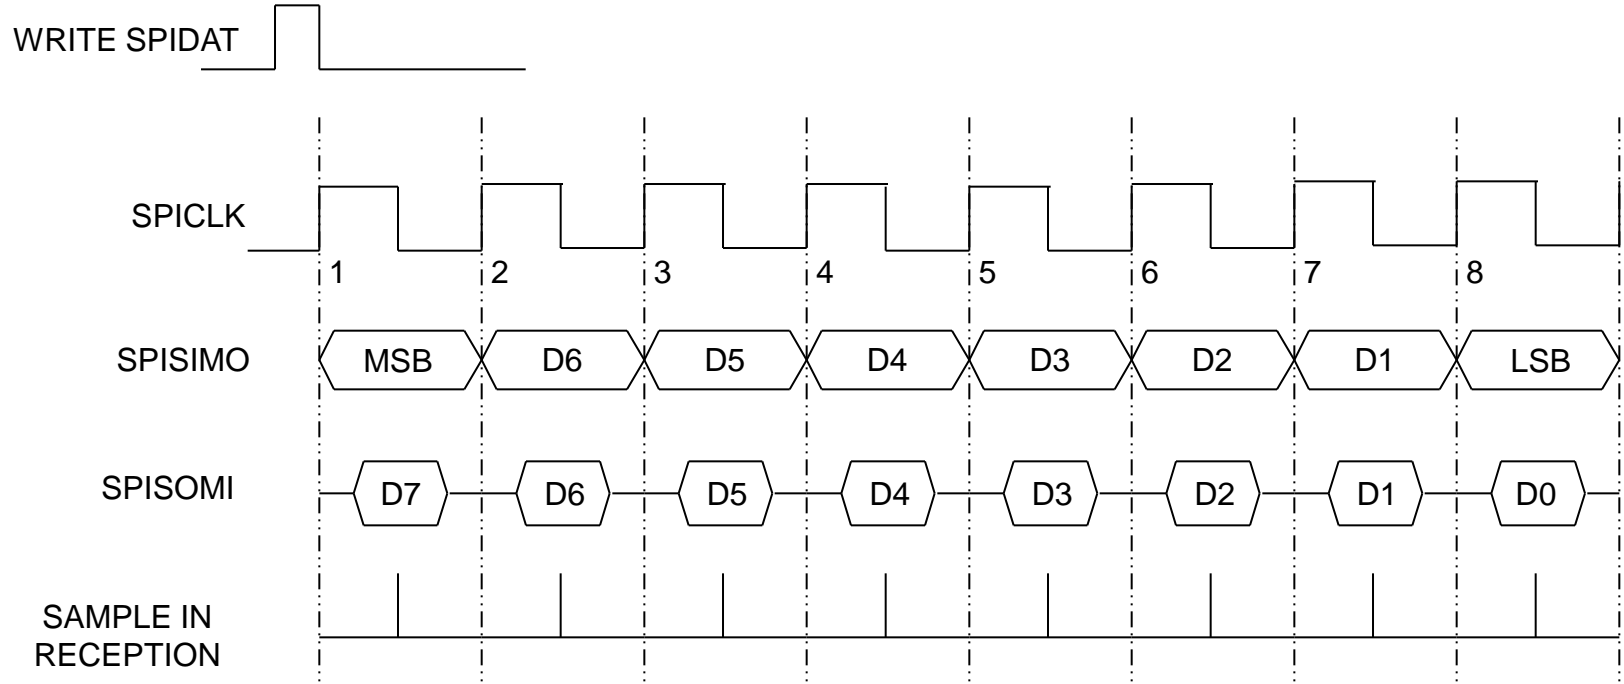 WRITE SPIDAT
SPICLK
1 2 3 4 5 6 7 8
SPISIMO MSB D6 D5 D4 D3 D2 D1 LSB
SPISOMI D7 D6 D5 D4 D3 D2 D1 D0
SAMPLE IN
RECEPTION